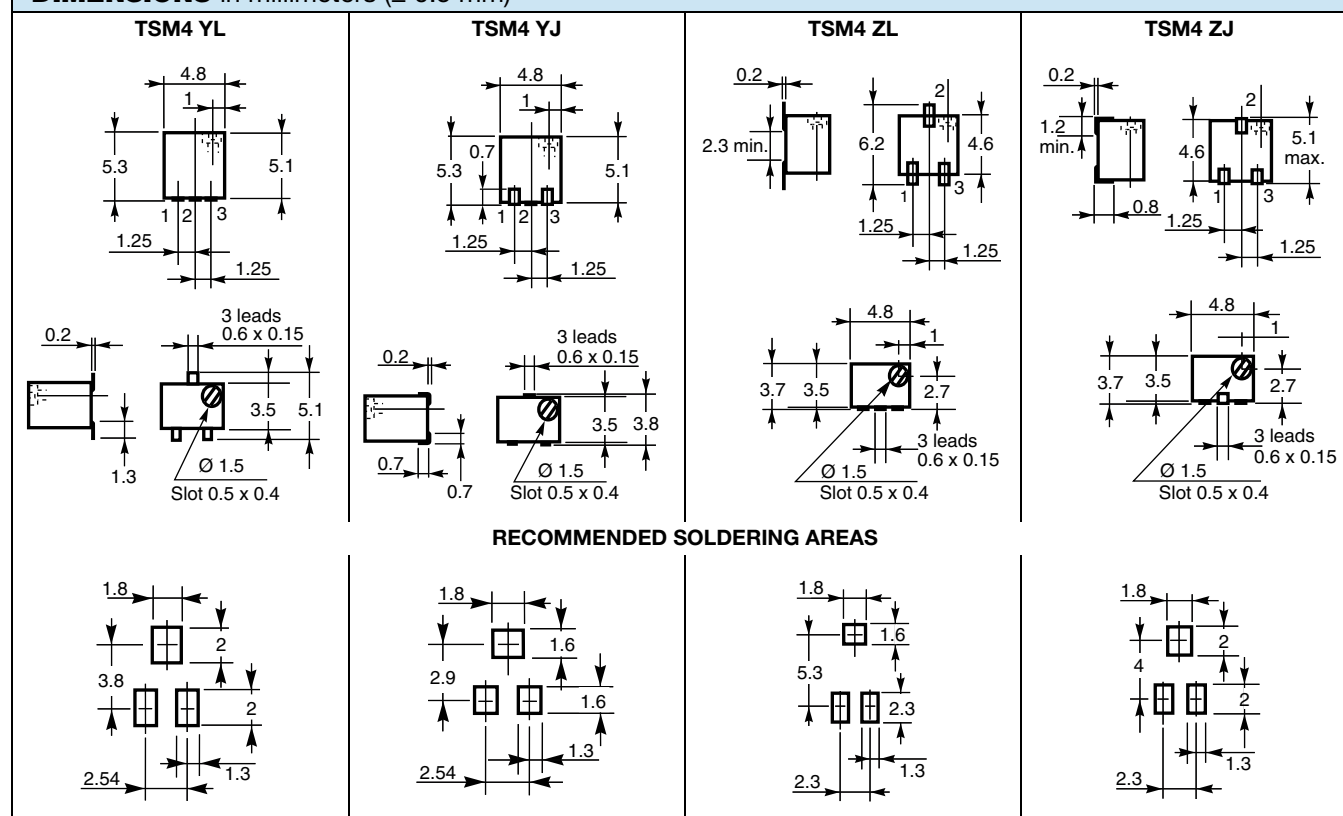 TSM4 YL
TSM4 YJ
TSM4 ZL
TSM4 ZJ
4.8
1
5.3
5.1
1 2 3
1.25
1.25
0.2
3 leads
0.6 x 0.15
3.5
5.1
1.3
Ø 1.5
Slot 0.5 x 0.4
4.8
1
0.7
5.3
5.1
1 2 3
1.25
1.25
0.2
3 leads
0.6 x 0.15
3.5
3.8
0.7
0.7
Ø 1.5
Slot 0.5 x 0.4
0.2
2
2.3 min.
6.2
4.6
1
3
1.25
1.25
4.8
1
3.7
3.5
2.7
3 leads
0.6 x 0.15
Ø 1.5
Slot 0.5 x 0.4
0.2
2
1.2
min.
4.6
5.1
max.
1
3
0.8
1.25
1.25
4.8
1
3.7
3.5
2.7
3 leads
0.6 x 0.15
Ø 1.5
Slot 0.5 x 0.4
RECOMMENDED SOLDERING AREAS
1.8
2
3.8
2
1.3
2.54
1.8
1.6
2.9
1.6
1.3
2.54
1.8
1.6
5.3
2.3
1.3
2.3
1.8
2
4
2
1.3
2.3